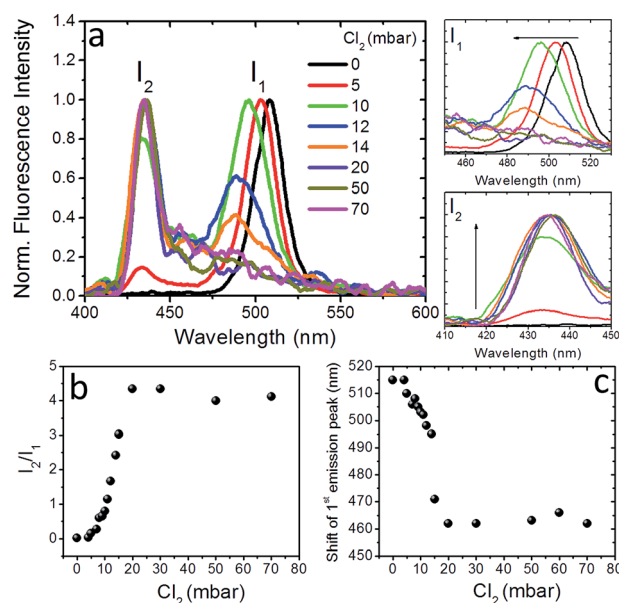 a
I₂
I₁
Cl₂ (mbar)
0
5
10
12
14
20
50
70
Norm. Fluorescence Intensity
1.4
1.2
1.0
0.8
0.6
0.4
0.2
0.0
400 450 500 550 600
Wavelength (nm)
I₁
450 500
Wavelength (nm)
I₂
410 420 430 440 450
Wavelength (nm)
b
I₂/I₁
5
4
3
2
1
0
0 10 20 30 40 50 60 70 80
Cl₂ (mbar)
c
Shift of 1st emission peak (nm)
520
510
500
490
480
470
460
450
0 10 20 30 40 50 60 70 80
Cl₂ (mbar)